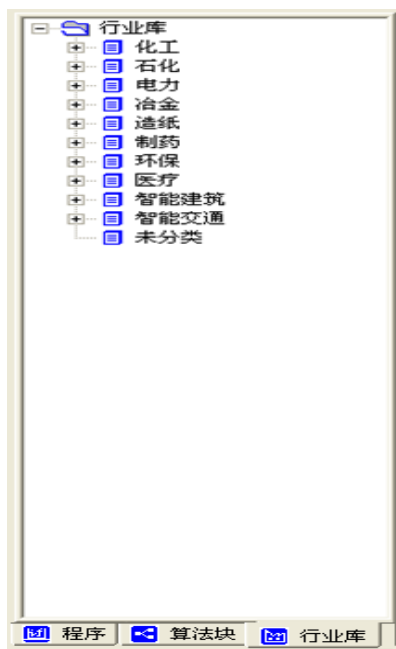 行业库
化工
石化
电力
冶金
造纸
制药
环保
医疗
智能建筑
智能交通
未分类
程序 算法块 行业库